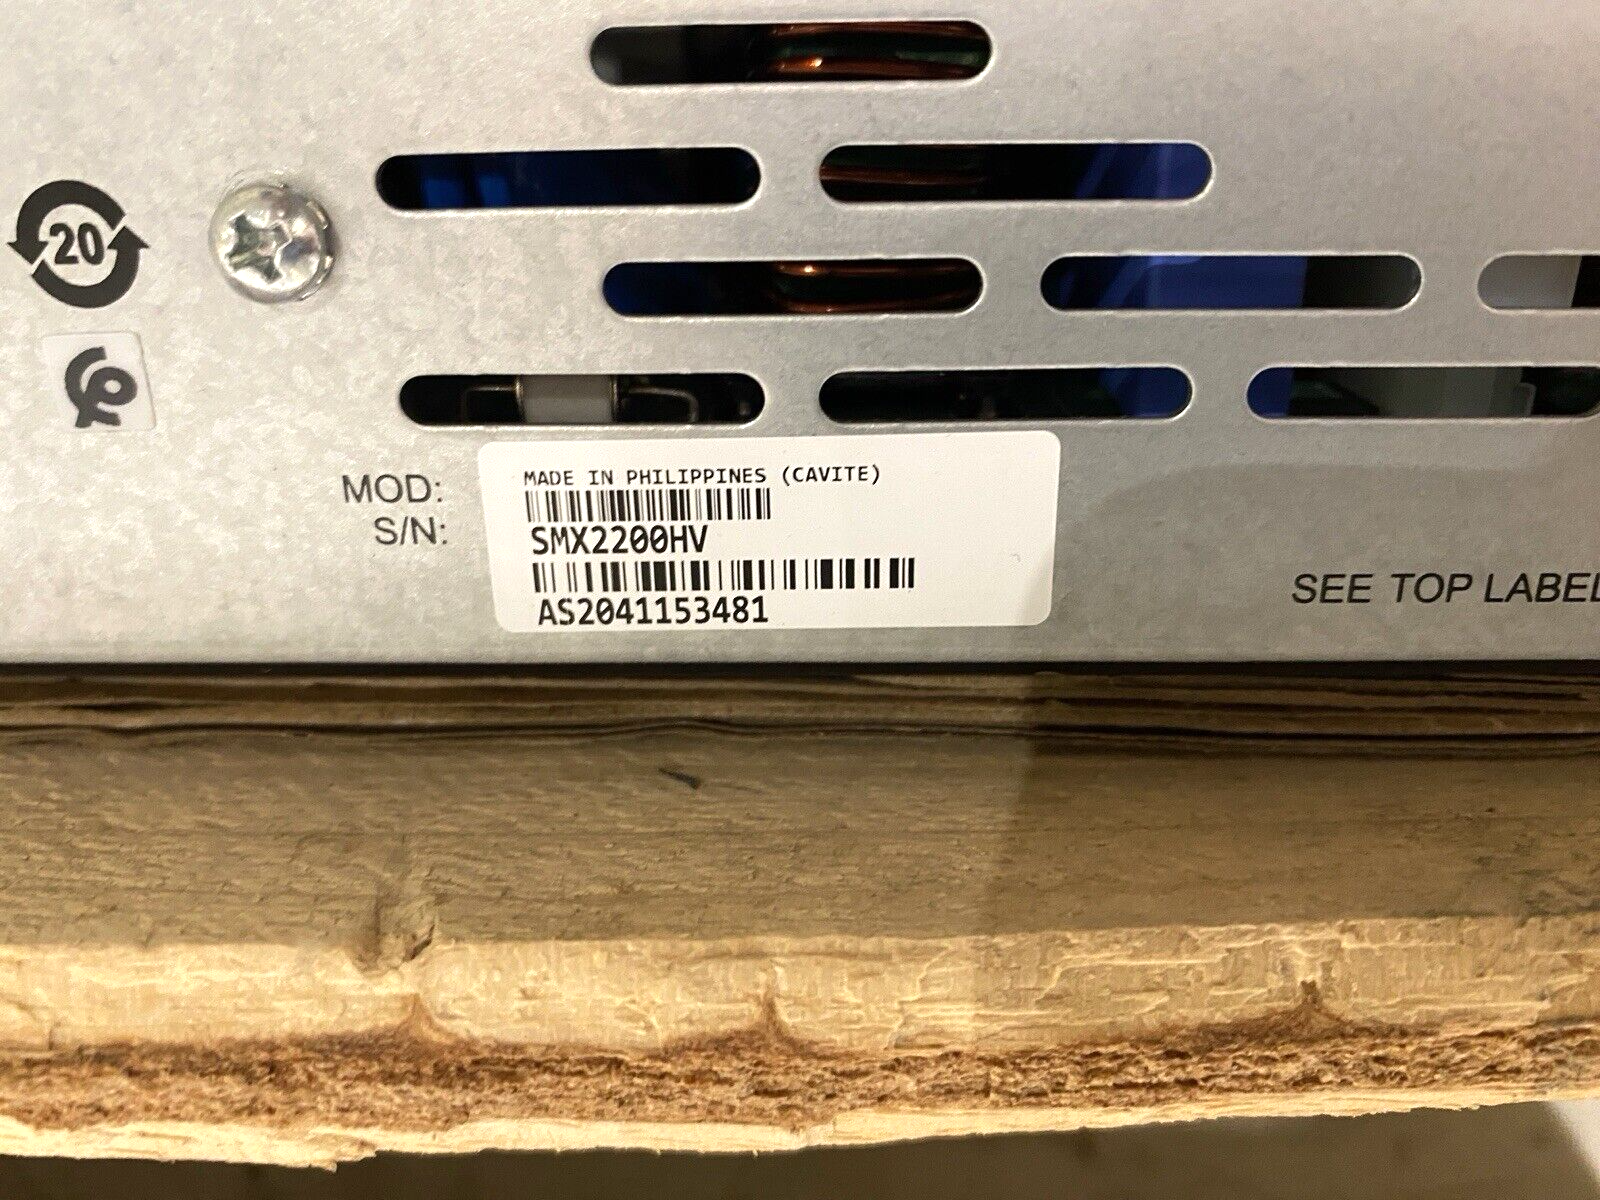 20
MOD:
S/N:
MADE IN PHILIPPINES (CAVITE)
SMX2200HV
AS2041153481
SEE TOP LABEL